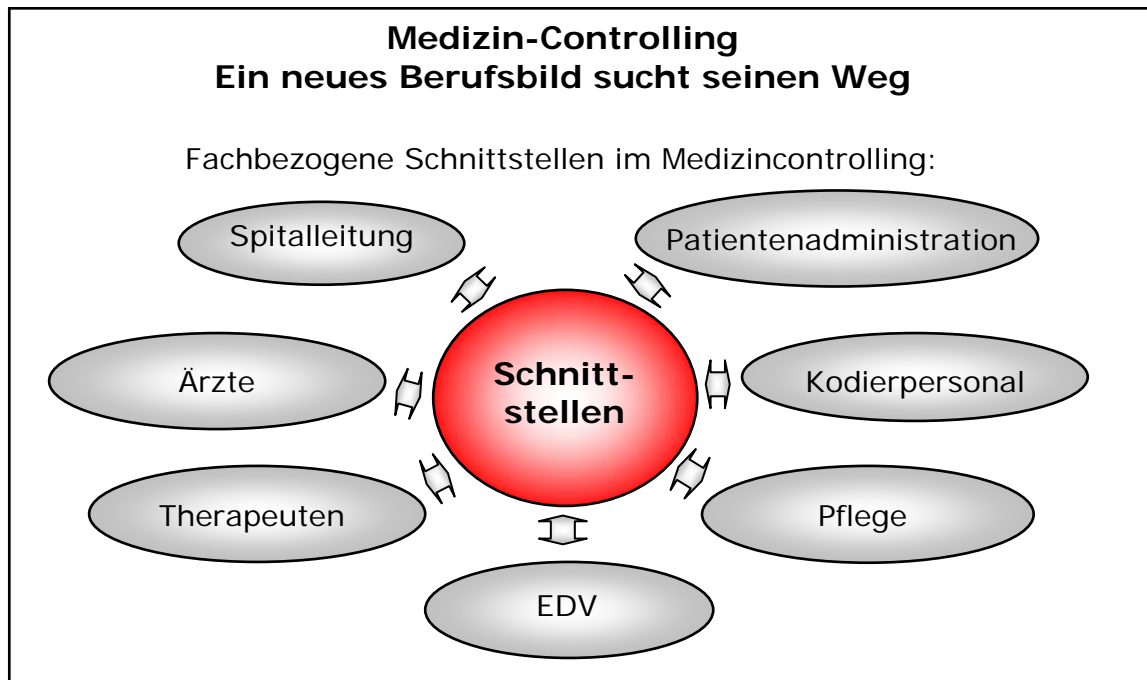 Medizin-Controlling
Ein neues Berufsbild sucht seinen Weg
Fachbezogene Schnittstellen im Medizincontrolling:
Spitalleitung
Patientenadministration
Ärzte
Schnitt-
stellen
Kodierpersonal
Therapeuten
Pflege
EDV